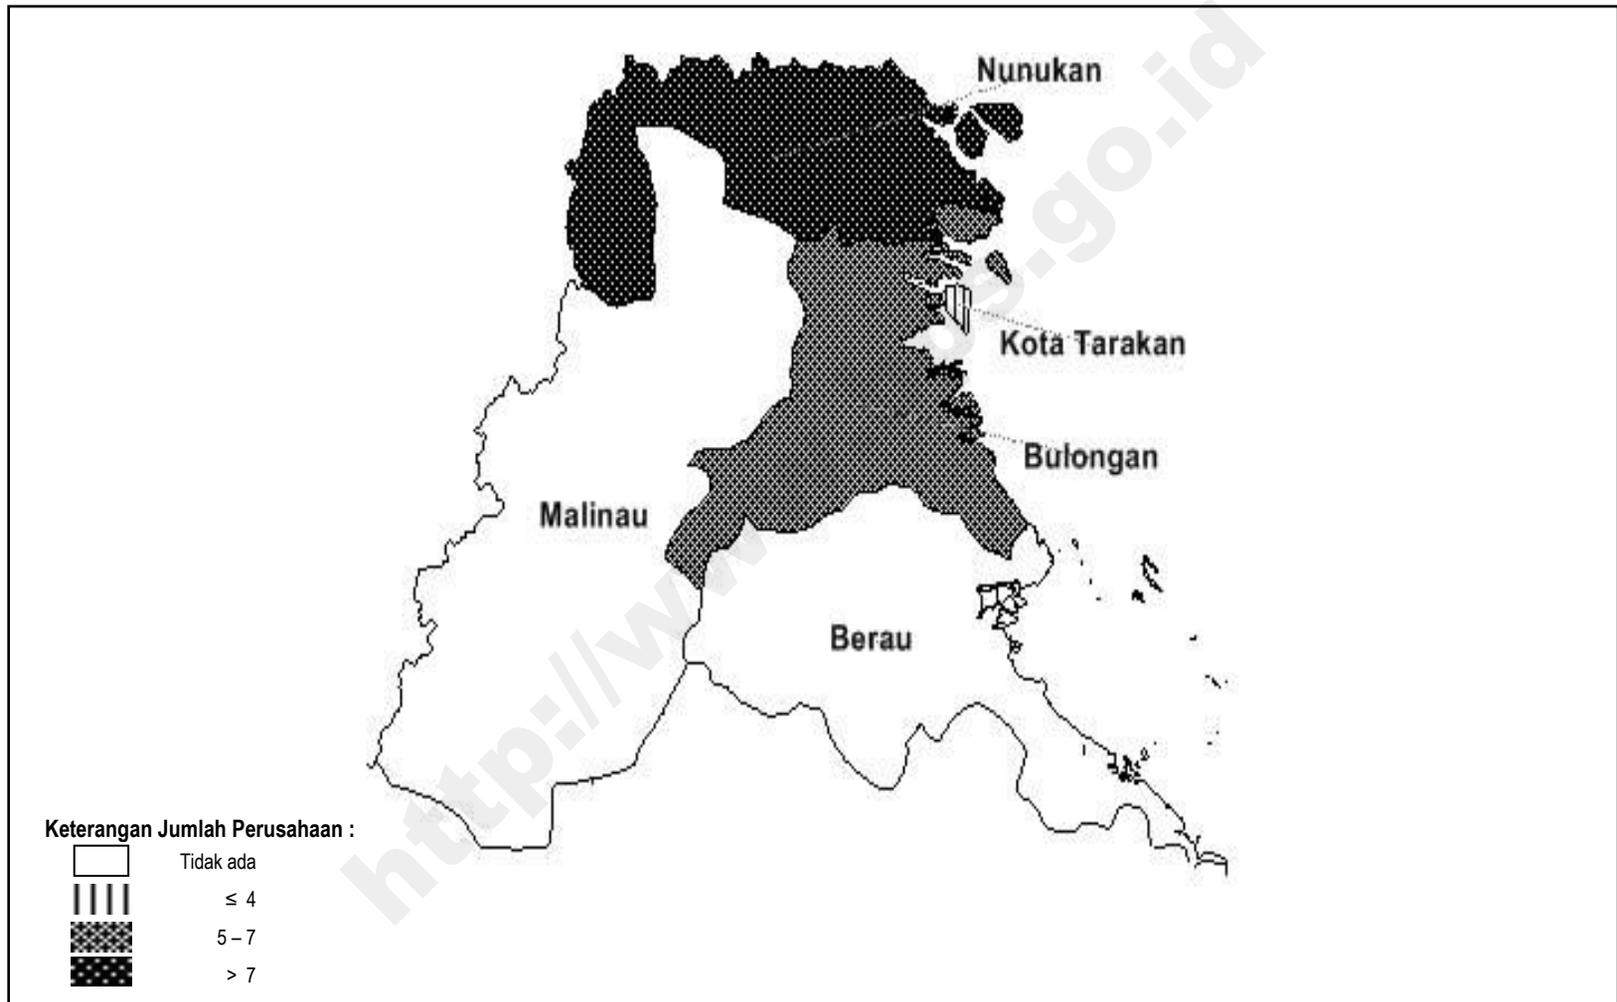 Nunukan
Kota Tarakan
Bulongan
Malinau
Berau
Keterangan Jumlah Perusahaan :
Tidak ada
≤ 4
5 – 7
> 7